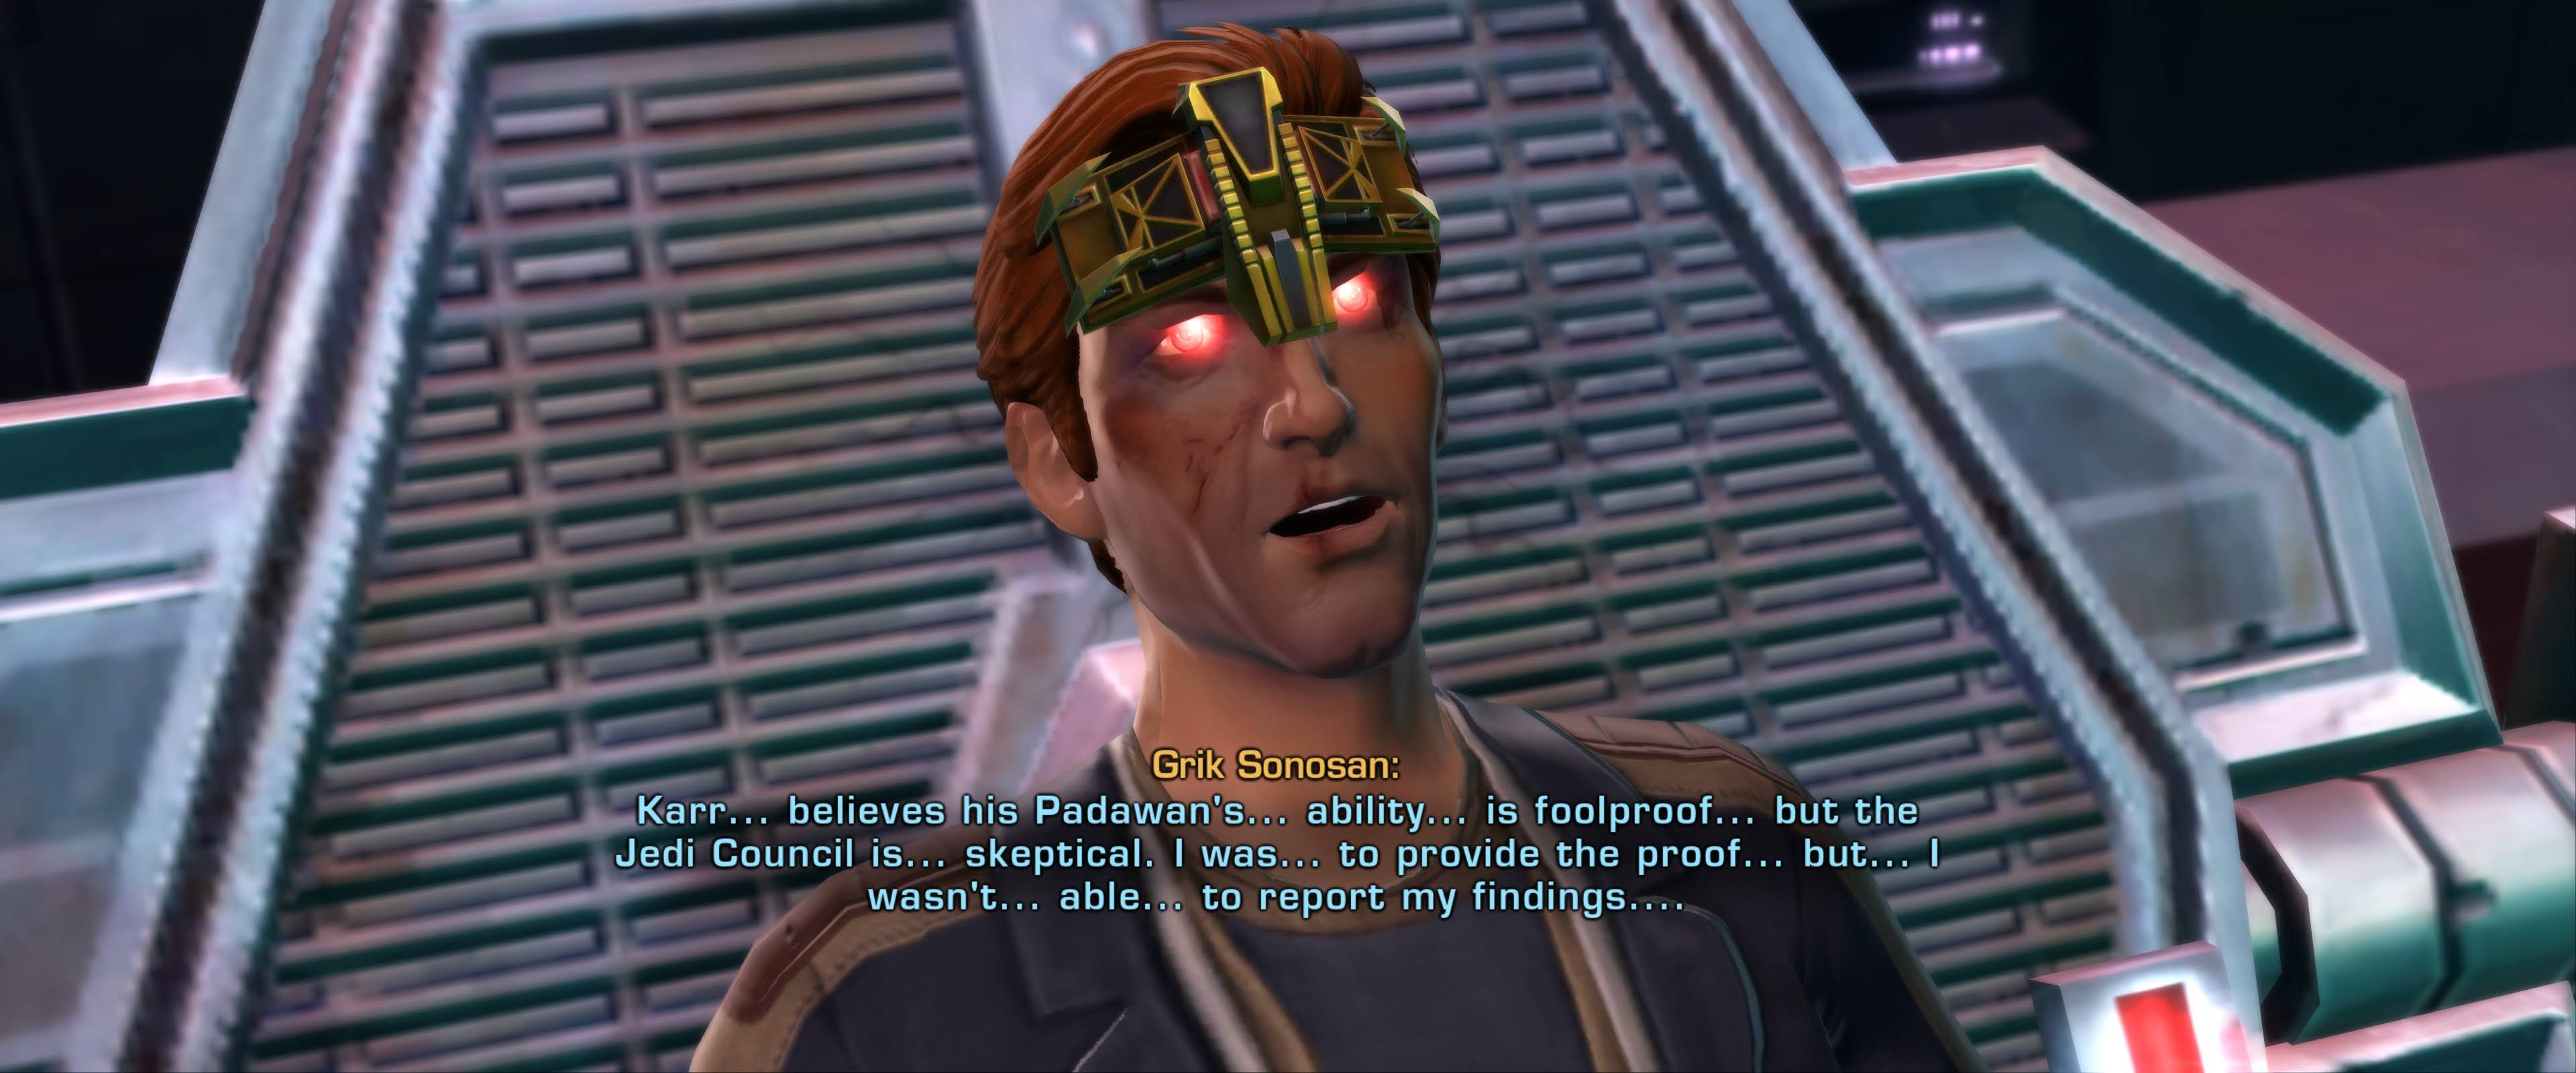 Grik Sonosan:
Karr... believes his Padawan's... ability... is foolproof... but the
Jedi Council is... skeptical. I was... to provide the proof... but... I
wasn't... able... to report my findings....